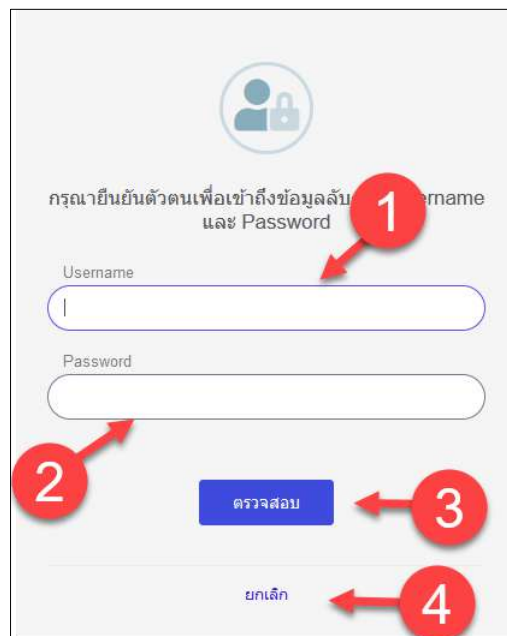 กรุณายืนยันตัวตนเพื่อเข้าถึงข้อมูลลับ
และ Password
1
Username
Password
2
ตรวจสอบ
3
ยกเลิก
4